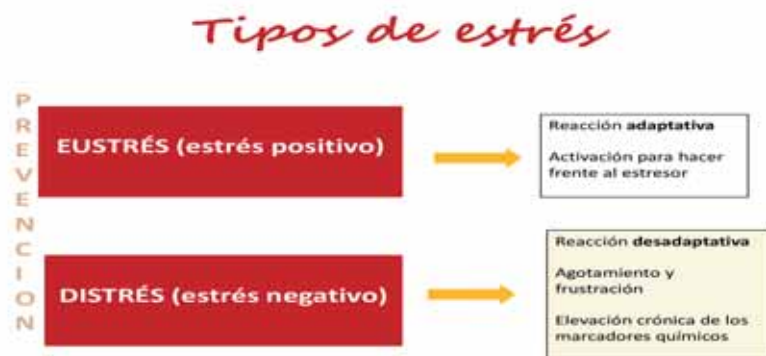 Tipos de estrés
PREVENCION
EUSTRÉS (estrés positivo)
Reacción adaptativa
Activación para hacer
frente al estresor
DISTRÉS (estrés negativo)
Reacción desadaptativa
Agotamiento y
frustración
Elevación crónica de los
marcadores químicos